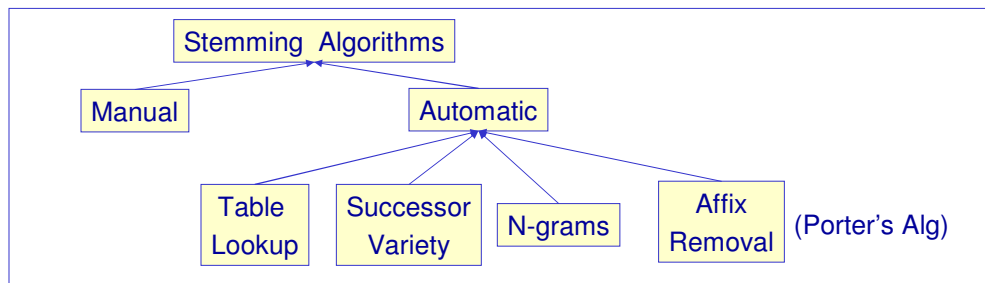 Stemming Algorithms
Manual
Automatic
Table
Lookup
Successor
Variety
N-grams
Affix
Removal
(Porter's Alg)